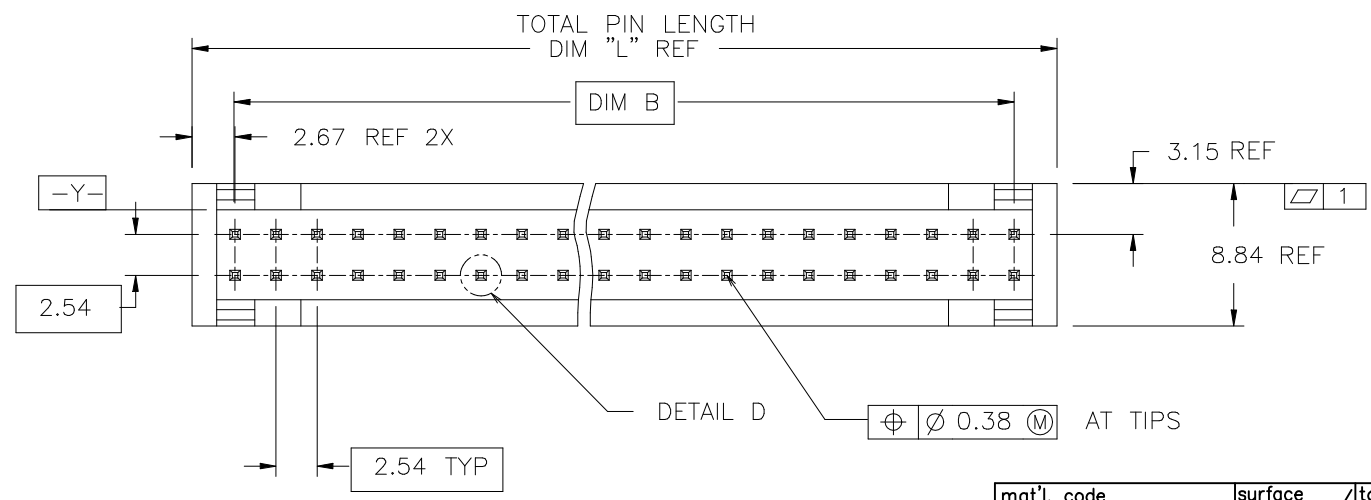 TOTAL PIN LENGTH
DIM "L" REF
DIM B
2.67 REF 2X
3.15 REF
-Y-
▱ 1
8.84 REF
2.54
DETAIL D
⌖ Ø 0.38 Ⓜ AT TIPS
2.54 TYP
mat'l. code
surface